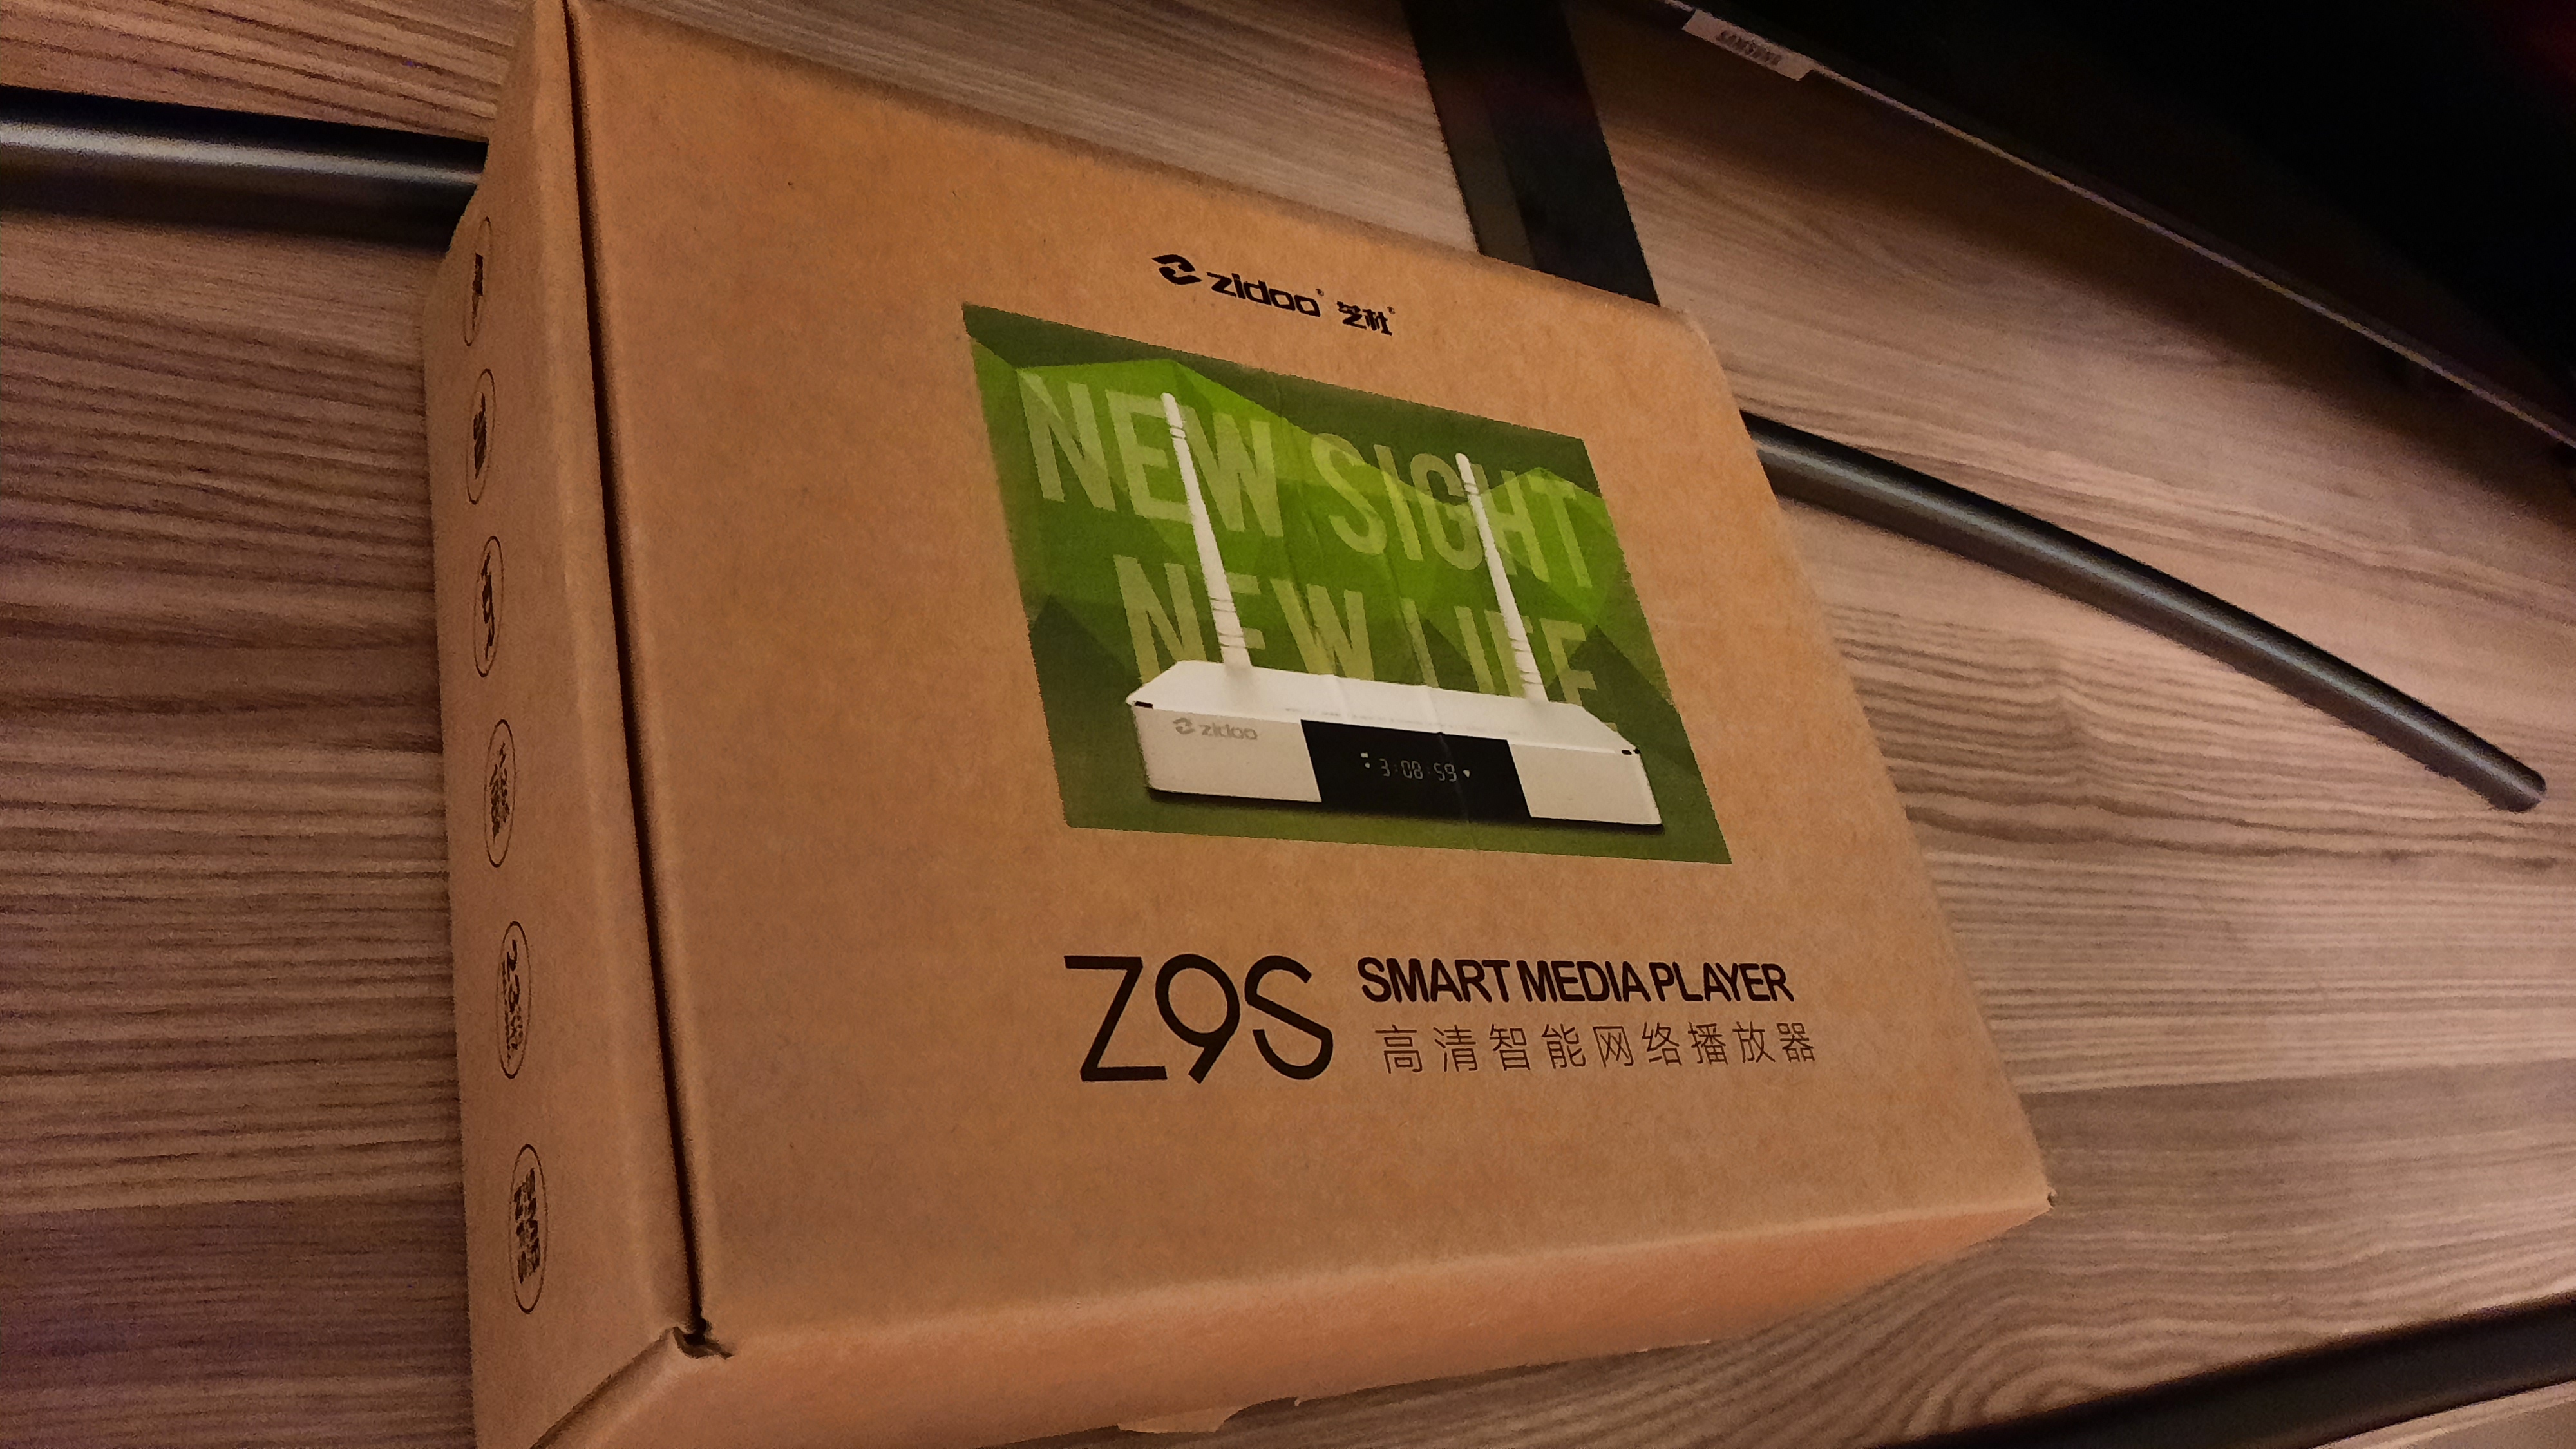 SAMSUNG
zidoo® 芝杜®
NEW SIGHT
NEW LIFE
zidoo
3:08:59
Z9S
SMART MEDIA PLAYER
高清智能网络播放器